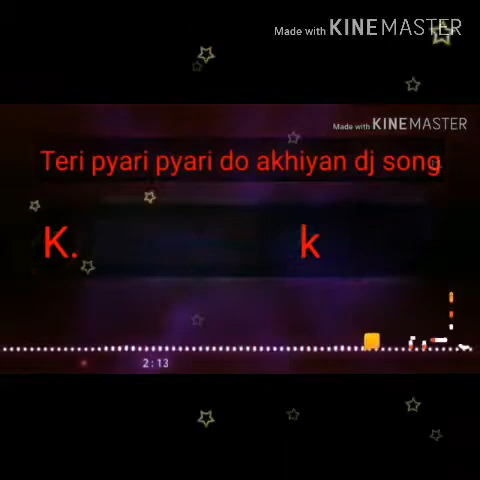 Made with KINEMASTER
Made with KINEMASTER
Teri pyari pyari do akhiyan dj song
K. k
2:13